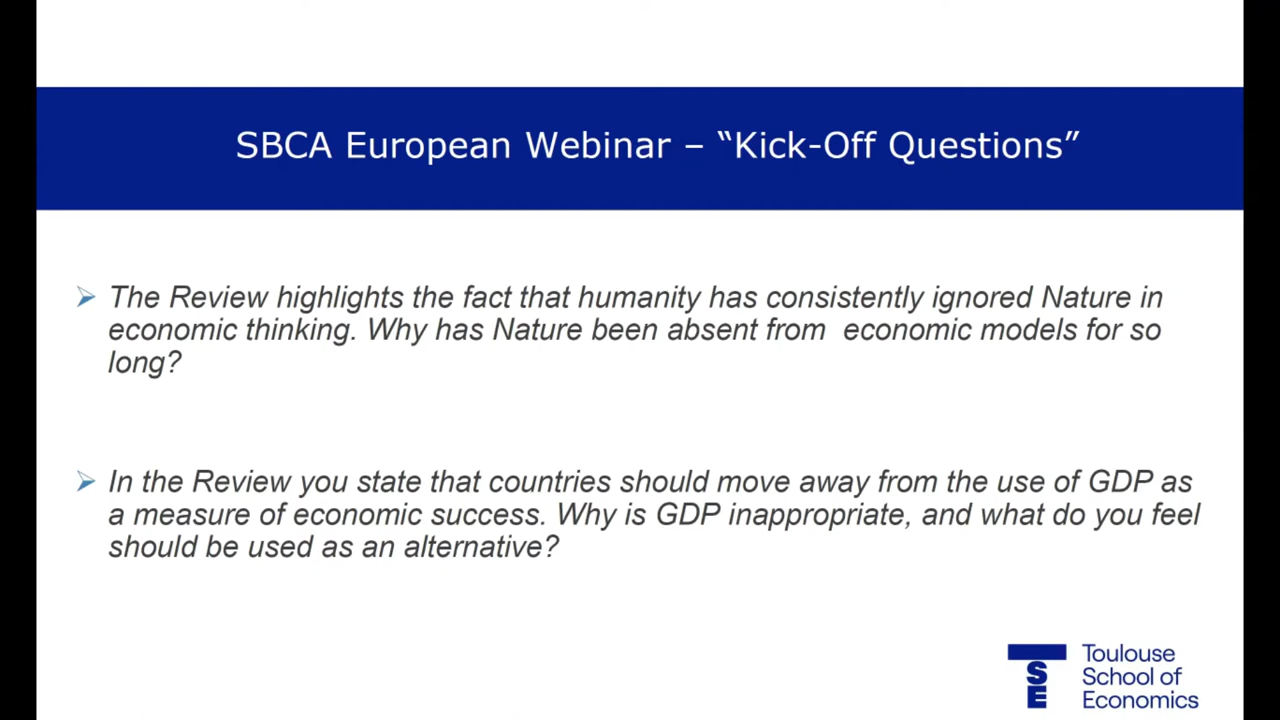 SBCA European Webinar – “Kick-Off Questions”
The Review highlights the fact that humanity has consistently ignored Nature in
economic thinking. Why has Nature been absent from  economic models for so
long?
In the Review you state that countries should move away from the use of GDP as
a measure of economic success. Why is GDP inappropriate, and what do you feel
should be used as an alternative?
TSE
Toulouse
School of
Economics